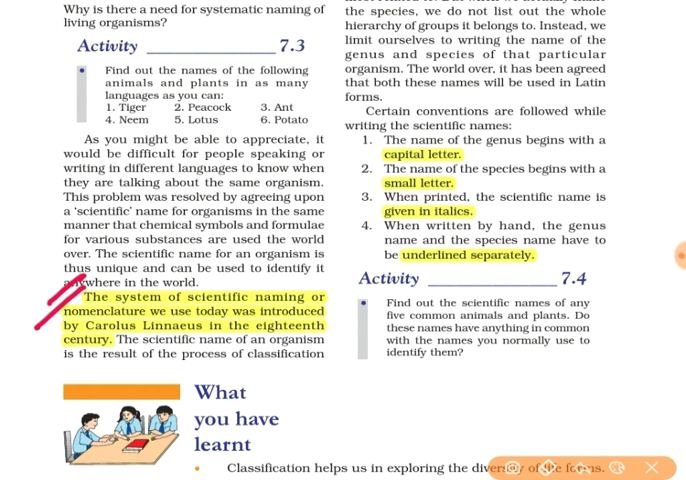 Why is there a need for systematic naming of
living organisms?
Activity ______________ 7.3
• Find out the names of the following
animals and plants in as many
languages as you can:
1. Tiger 2. Peacock 3. Ant
4. Neem 5. Lotus 6. Potato
As you might be able to appreciate, it
would be difficult for people speaking or
writing in different languages to know when
they are talking about the same organism.
This problem was resolved by agreeing upon
a ‘scientific’ name for organisms in the same
manner that chemical symbols and formulae
for various substances are used the world
over. The scientific name for an organism is
thus unique and can be used to identify it
anywhere in the world.
The system of scientific naming or
nomenclature we use today was introduced
by Carolus Linnaeus in the eighteenth
century. The scientific name of an organism
is the result of the process of classification
the species, we do not list out the whole
hierarchy of groups it belongs to. Instead, we
limit ourselves to writing the name of the
genus and species of that particular
organism. The world over, it has been agreed
that both these names will be used in Latin
forms.
Certain conventions are followed while
writing the scientific names:
1. The name of the genus begins with a
capital letter.
2. The name of the species begins with a
small letter.
3. When printed, the scientific name is
given in italics.
4. When written by hand, the genus
name and the species name have to
be underlined separately.
Activity ______________ 7.4
• Find out the scientific names of any
five common animals and plants. Do
these names have anything in common
with the names you normally use to
identify them?
What
you have
learnt
• Classification helps us in exploring the diversity of life forms.